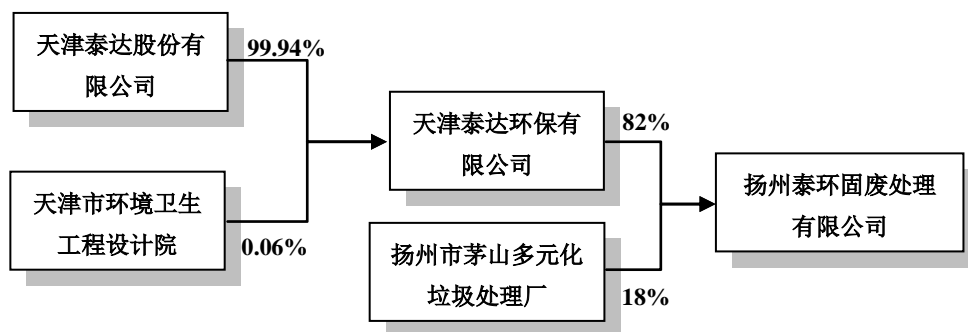 天津泰达股份有
限公司
99.94%
天津市环境卫生
工程设计院
0.06%
天津泰达环保有
限公司
82%
扬州市茅山多元化
垃圾处理厂
18%
扬州泰环固废处理
有限公司